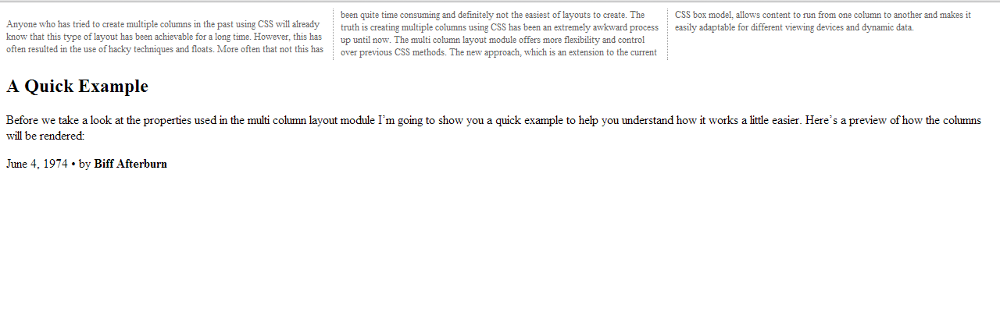 Anyone who has tried to create multiple columns in the past using CSS will already
know that this type of layout has been achievable for a long time. However, this has
often resulted in the use of hacky techniques and floats. More often that not this has
been quite time consuming and definitely not the easiest of layouts to create. The
truth is creating multiple columns using CSS has been an extremely awkward process
up until now. The multi column layout module offers more flexibility and control
over previous CSS methods. The new approach, which is an extension to the current
CSS box model, allows content to run from one column to another and makes it
easily adaptable for different viewing devices and dynamic data.
A Quick Example
Before we take a look at the properties used in the multi column layout module I’m going to show you a quick example to help you understand how it works a little easier. Here’s a preview of how the columns
will be rendered:
June 4, 1974 • by Biff Afterburn